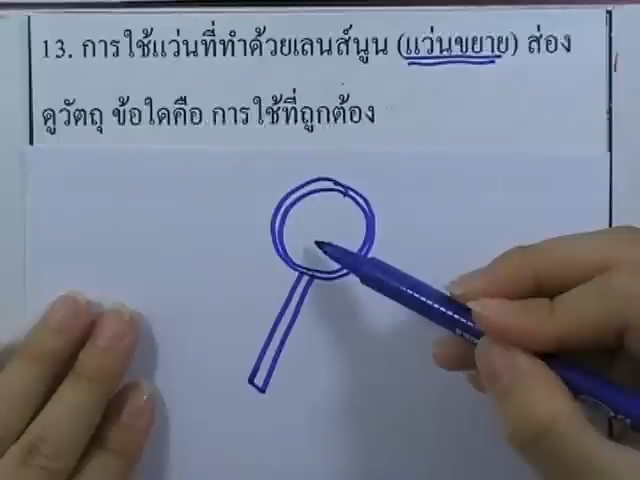 13. การใช้แว่นที่ทำด้วยเลนส์นูน (แว่นขยาย) ส่อง
ดูวัตถุ ข้อใดคือ การใช้ที่ถูกต้อง